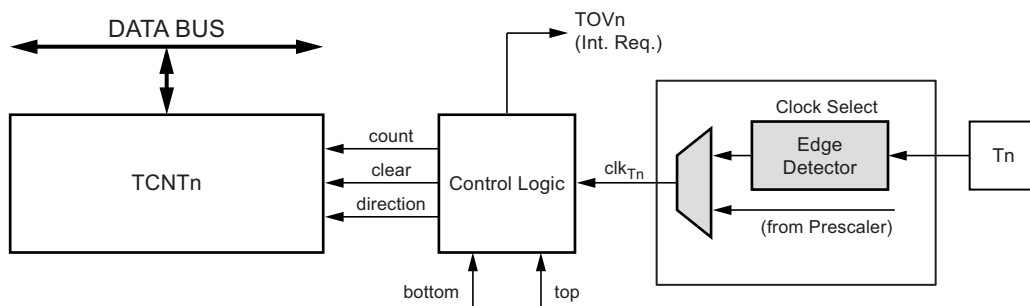 DATA BUS
TOVn
(Int. Req.)
Clock Select
count
Edge
Detector
Tn
TCNTn
clear
Control Logic
clkTn
direction
(from Prescaler)
bottom
top